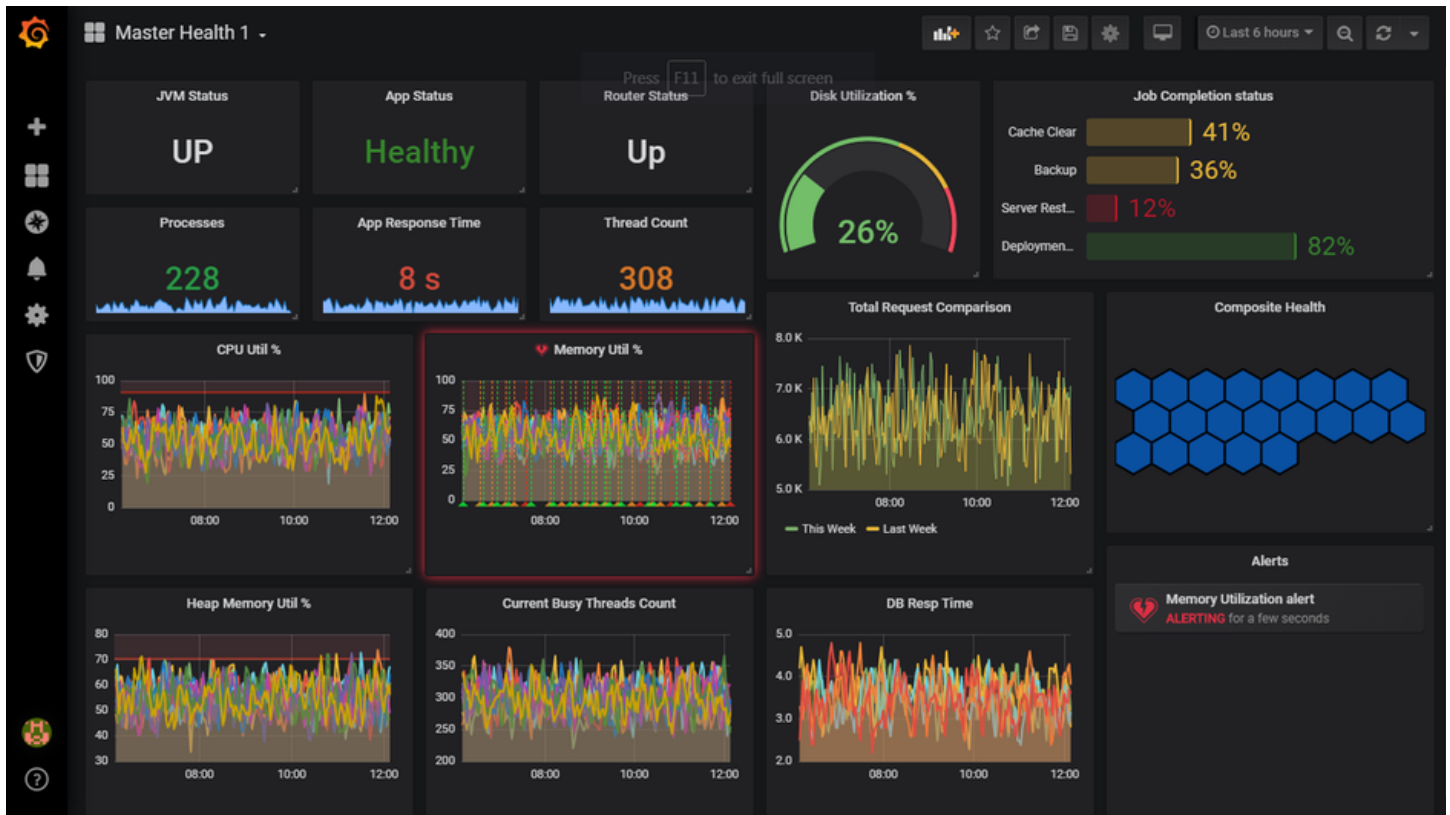 Master Health 1
Last 6 hours
Press F11 to exit full screen
JVM Status
UP
App Status
Healthy
Router Status
Up
Disk Utilization %
26%
Job Completion status
Cache Clear 41%
Backup 36%
Server Rest... 12%
Deploymen... 82%
Processes
228
App Response Time
8 s
Thread Count
308
CPU Util %
100
75
50
25
0
08:00 10:00 12:00
Memory Util %
100
75
50
25
0
08:00 10:00 12:00
Total Request Comparison
8.0 K
7.0 K
6.0 K
5.0 K
08:00 10:00 12:00
This Week Last Week
Composite Health
Alerts
Memory Utilization alert
ALERTING for a few seconds
Heap Memory Util %
80
70
60
50
40
30
08:00 10:00 12:00
Current Busy Threads Count
400
350
300
250
200
08:00 10:00 12:00
DB Resp Time
5.0
4.0
3.0
2.0
08:00 10:00 12:00